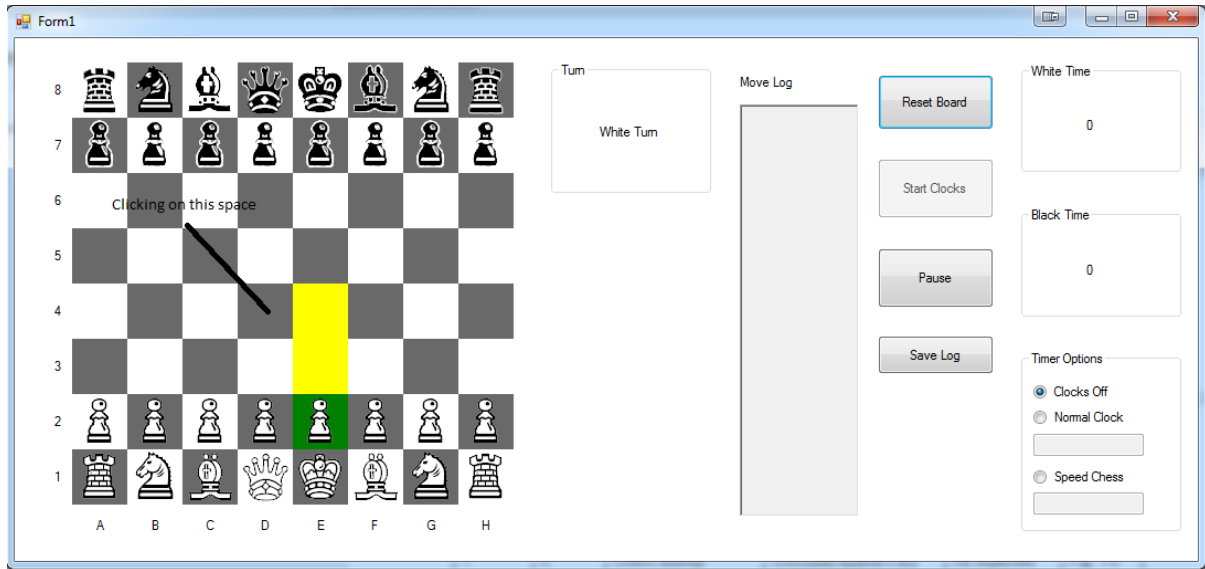 Form1
8
7
6
5
4
3
2
1
A B C D E F G H
Clicking on this space
Turn
White Turn
Move Log
Reset Board
Start Clocks
Pause
Save Log
White Time
0
Black Time
0
Timer Options
Clocks Off
Normal Clock
Speed Chess